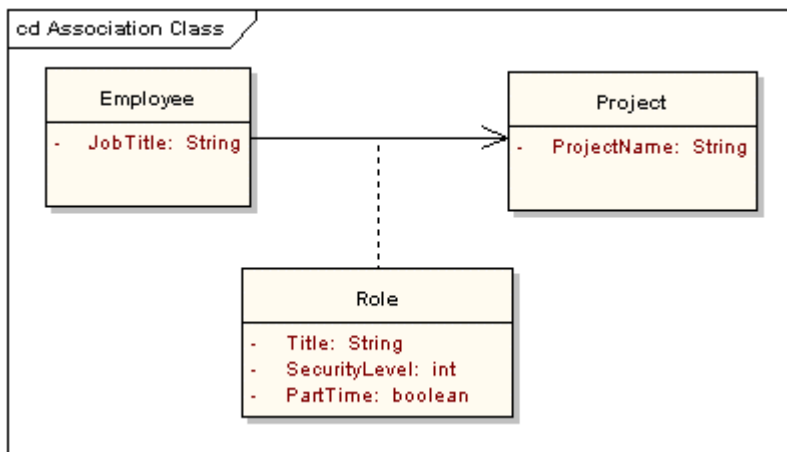 cd Association Class
Employee
- JobTitle: String
Project
- ProjectName: String
Role
- Title: String
- SecurityLevel: int
- PartTime: boolean